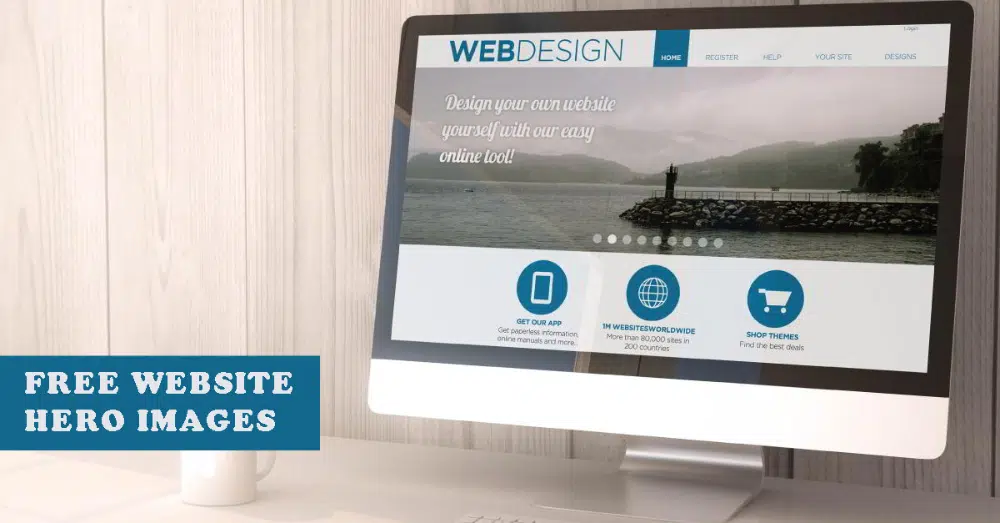 Login
WEBDESIGN
HOME REGISTER HELP YOUR SITE DESIGNS
Design your own website
yourself with our easy
online tool!
GET OUR APP
Get paperless information,
online manuals and more...
1M WEBSITESWORLDWIDE
More than 80,000 sites in
200 countries
SHOP THEMES
Find the best deals
FREE WEBSITE
HERO IMAGES